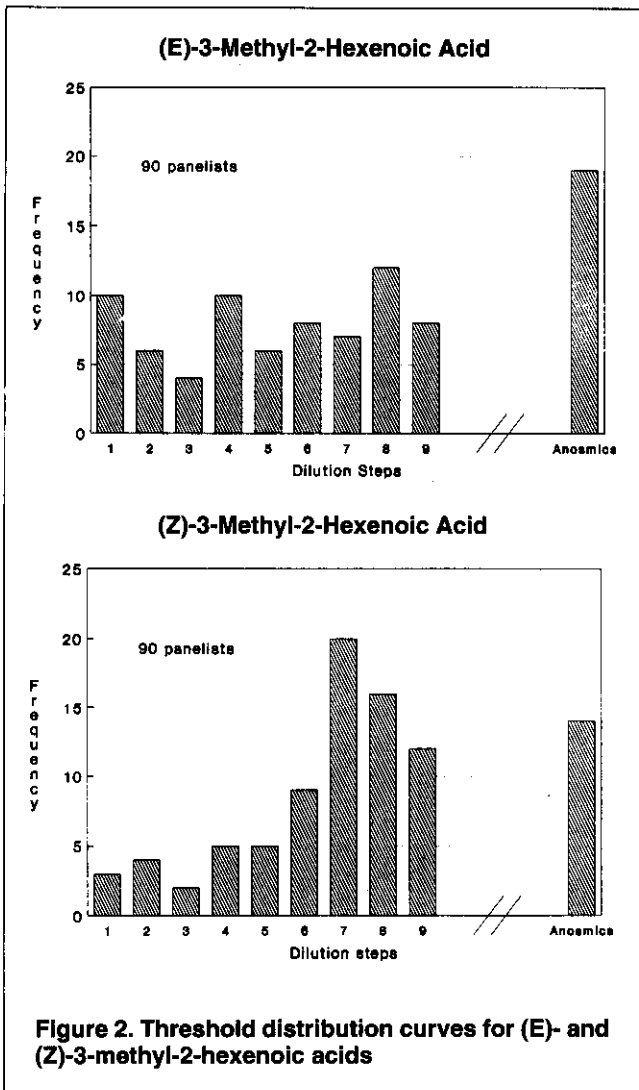 (E)-3-Methyl-2-Hexenoic Acid
25
20
15
10
5
0
90 panelists
Frequency
1 2 3 4 5 6 7 8 9 Anosmics
Dilution Steps
(Z)-3-Methyl-2-Hexenoic Acid
25
20
15
10
5
0
90 panelists
Frequency
1 2 3 4 5 6 7 8 9 Anosmics
Dilution steps
Figure 2. Threshold distribution curves for (E)- and
(Z)-3-methyl-2-hexenoic acids